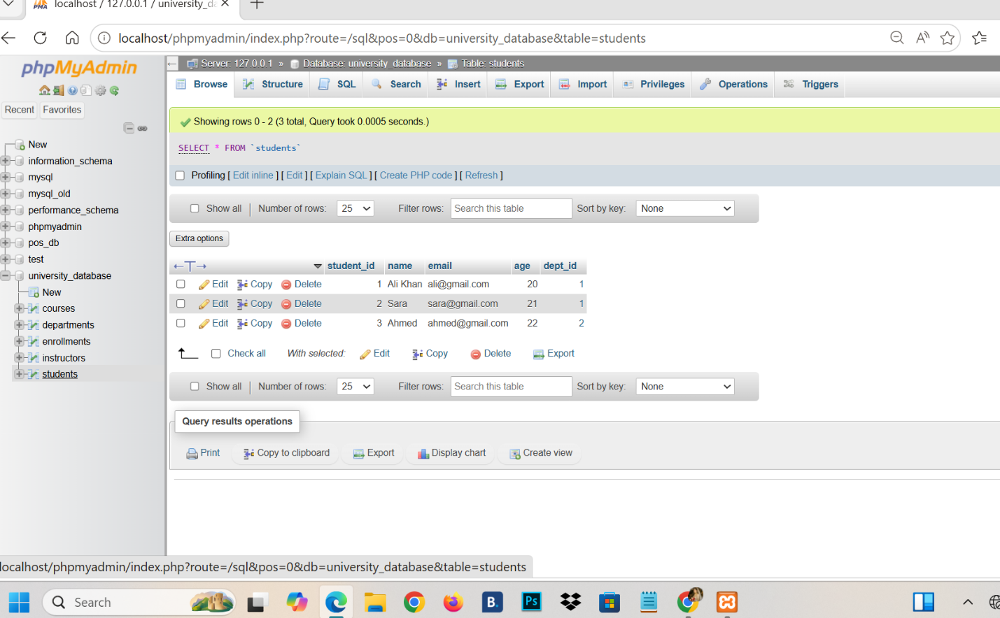 localhost / 127.0.0.1 / university_da
localhost/phpmyadmin/index.php?route=/sql&pos=0&db=university_database&table=students
phpMyAdmin
Recent Favorites
New
information_schema
mysql
mysql_old
performance_schema
phpmyadmin
pos_db
test
university_database
New
courses
departments
enrollments
instructors
students
Server: 127.0.0.1 » Database: university_database » Table: students
Browse Structure SQL Search Insert Export Import Privileges Operations Triggers
Showing rows 0 - 2 (3 total, Query took 0.0005 seconds.)
SELECT * FROM `students`
Profiling [ Edit inline ] [ Edit ] [ Explain SQL ] [ Create PHP code ] [ Refresh ]
Show all | Number of rows: 25 Filter rows: Search this table Sort by key: None
Extra options
←T→ student_id name email age dept_id
Edit Copy Delete 1 Ali Khan ali@gmail.com 20 1
Edit Copy Delete 2 Sara sara@gmail.com 21 1
Edit Copy Delete 3 Ahmed ahmed@gmail.com 22 2
Check all With selected: Edit Copy Delete Export
Show all | Number of rows: 25 Filter rows: Search this table Sort by key: None
Query results operations
Print Copy to clipboard Export Display chart Create view
localhost/phpmyadmin/index.php?route=/sql&pos=0&db=university_database&table=students
Search
B.
Ps